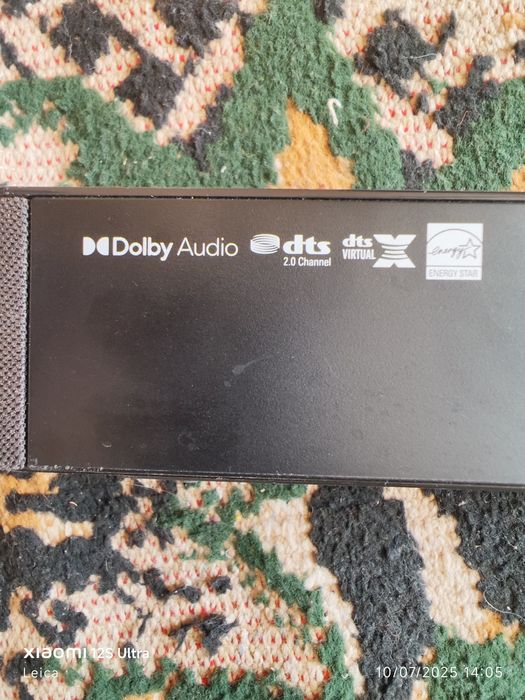 Dolby Audio
dts
2.0 Channel
dts
VIRTUAL X
energy
ENERGY STAR
xiaomi 12S Ultra
Leica
10/07/2025 14:05